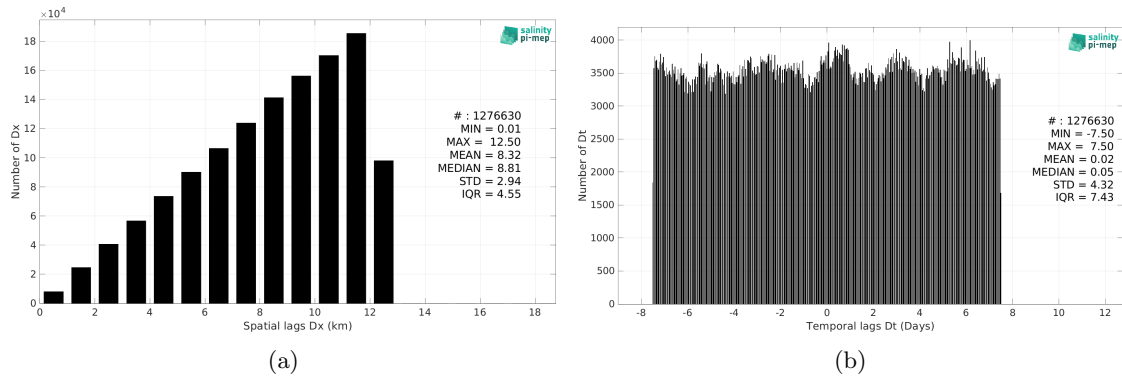 ×10⁴
18
16
14
12
10
8
6
4
2
0
Number of Dx
0 2 4 6 8 10 12 14 16 18
Spatial lags Dx (km)
salinity
pi-mep
# : 1276630
MIN = 0.01
MAX = 12.50
MEAN = 8.32
MEDIAN = 8.81
STD = 2.94
IQR = 4.55
(a)
4000
3500
3000
2500
2000
1500
1000
500
0
Number of Dt
-8 -6 -4 -2 0 2 4 6 8 10 12
Temporal lags Dt (Days)
salinity
pi-mep
# : 1276630
MIN = -7.50
MAX = 7.50
MEAN = 0.02
MEDIAN = 0.05
STD = 4.32
IQR = 7.43
(b)